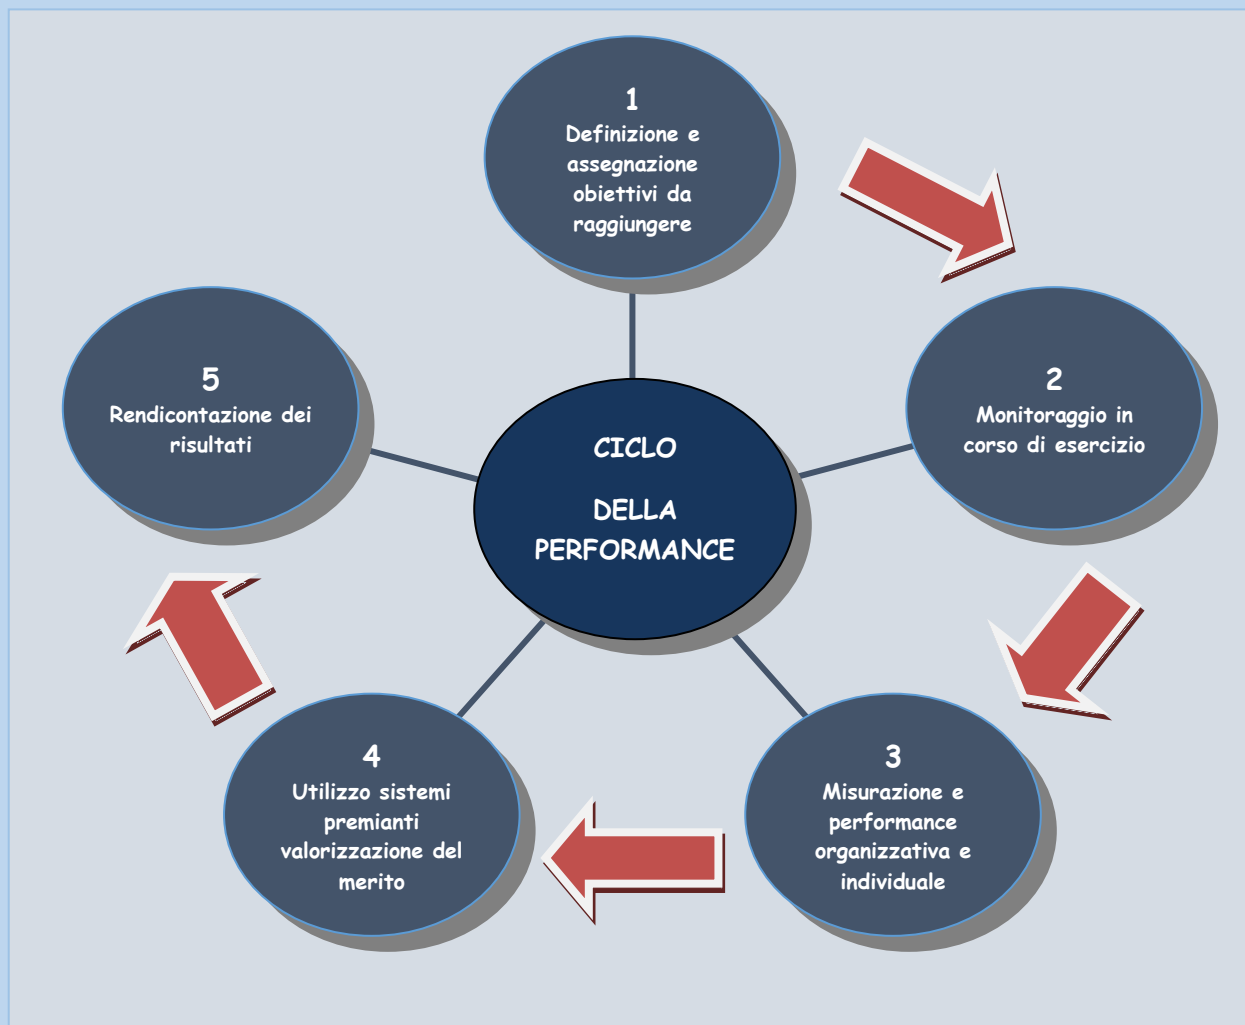 1
Definizione e
assegnazione
obiettivi da
raggiungere
2
Monitoraggio in
corso di esercizio
3
Misurazione e
performance
organizzativa e
individuale
4
Utilizzo sistemi
premianti
valorizzazione del
merito
5
Rendicontazione dei
risultati
CICLO
DELLA
PERFORMANCE